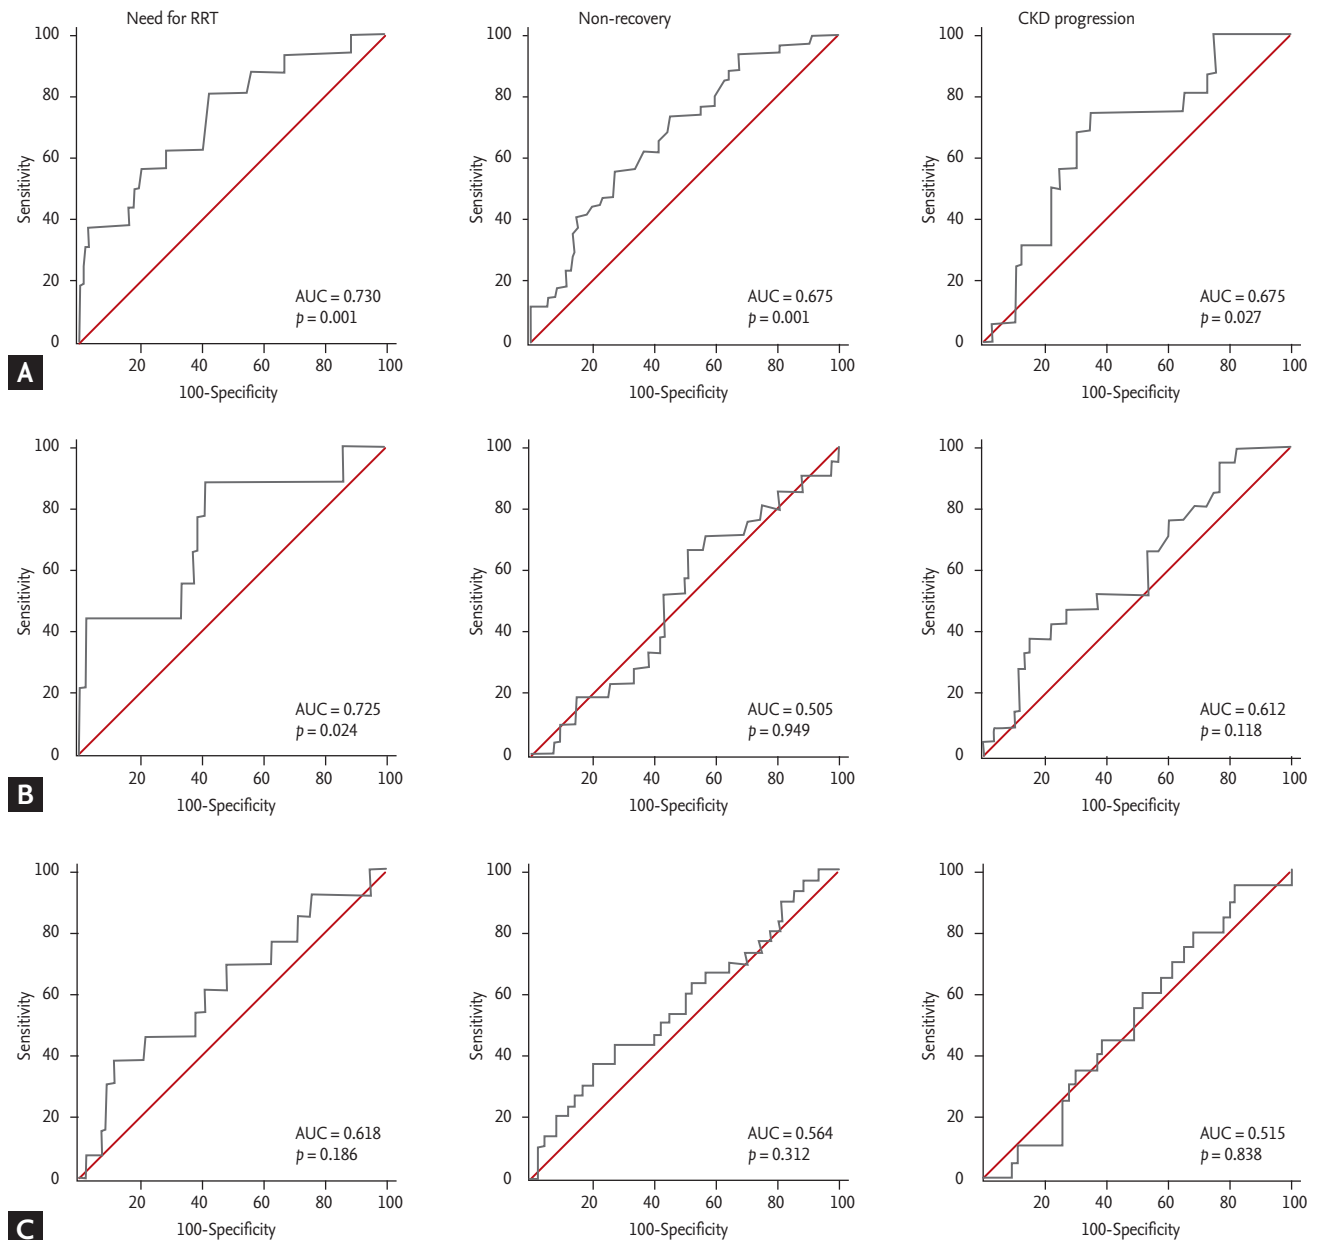 Need for RRT
Non-recovery
CKD progression
100
80
60
40
20
0
Sensitivity
AUC = 0.730
p = 0.001
20 40 60 80 100
100-Specificity
100
80
60
40
20
0
Sensitivity
AUC = 0.675
p = 0.001
20 40 60 80 100
100-Specificity
100
80
60
40
20
0
Sensitivity
AUC = 0.675
p = 0.027
20 40 60 80 100
100-Specificity
A
100
80
60
40
20
0
Sensitivity
AUC = 0.725
p = 0.024
20 40 60 80 100
100-Specificity
100
80
60
40
20
0
Sensitivity
AUC = 0.505
p = 0.949
20 40 60 80 100
100-Specificity
100
80
60
40
20
0
Sensitivity
AUC = 0.612
p = 0.118
20 40 60 80 100
100-Specificity
B
100
80
60
40
20
0
Sensitivity
AUC = 0.618
p = 0.186
20 40 60 80 100
100-Specificity
100
80
60
40
20
0
Sensitivity
AUC = 0.564
p = 0.312
20 40 60 80 100
100-Specificity
100
80
60
40
20
0
Sensitivity
AUC = 0.515
p = 0.838
20 40 60 80 100
100-Specificity
C